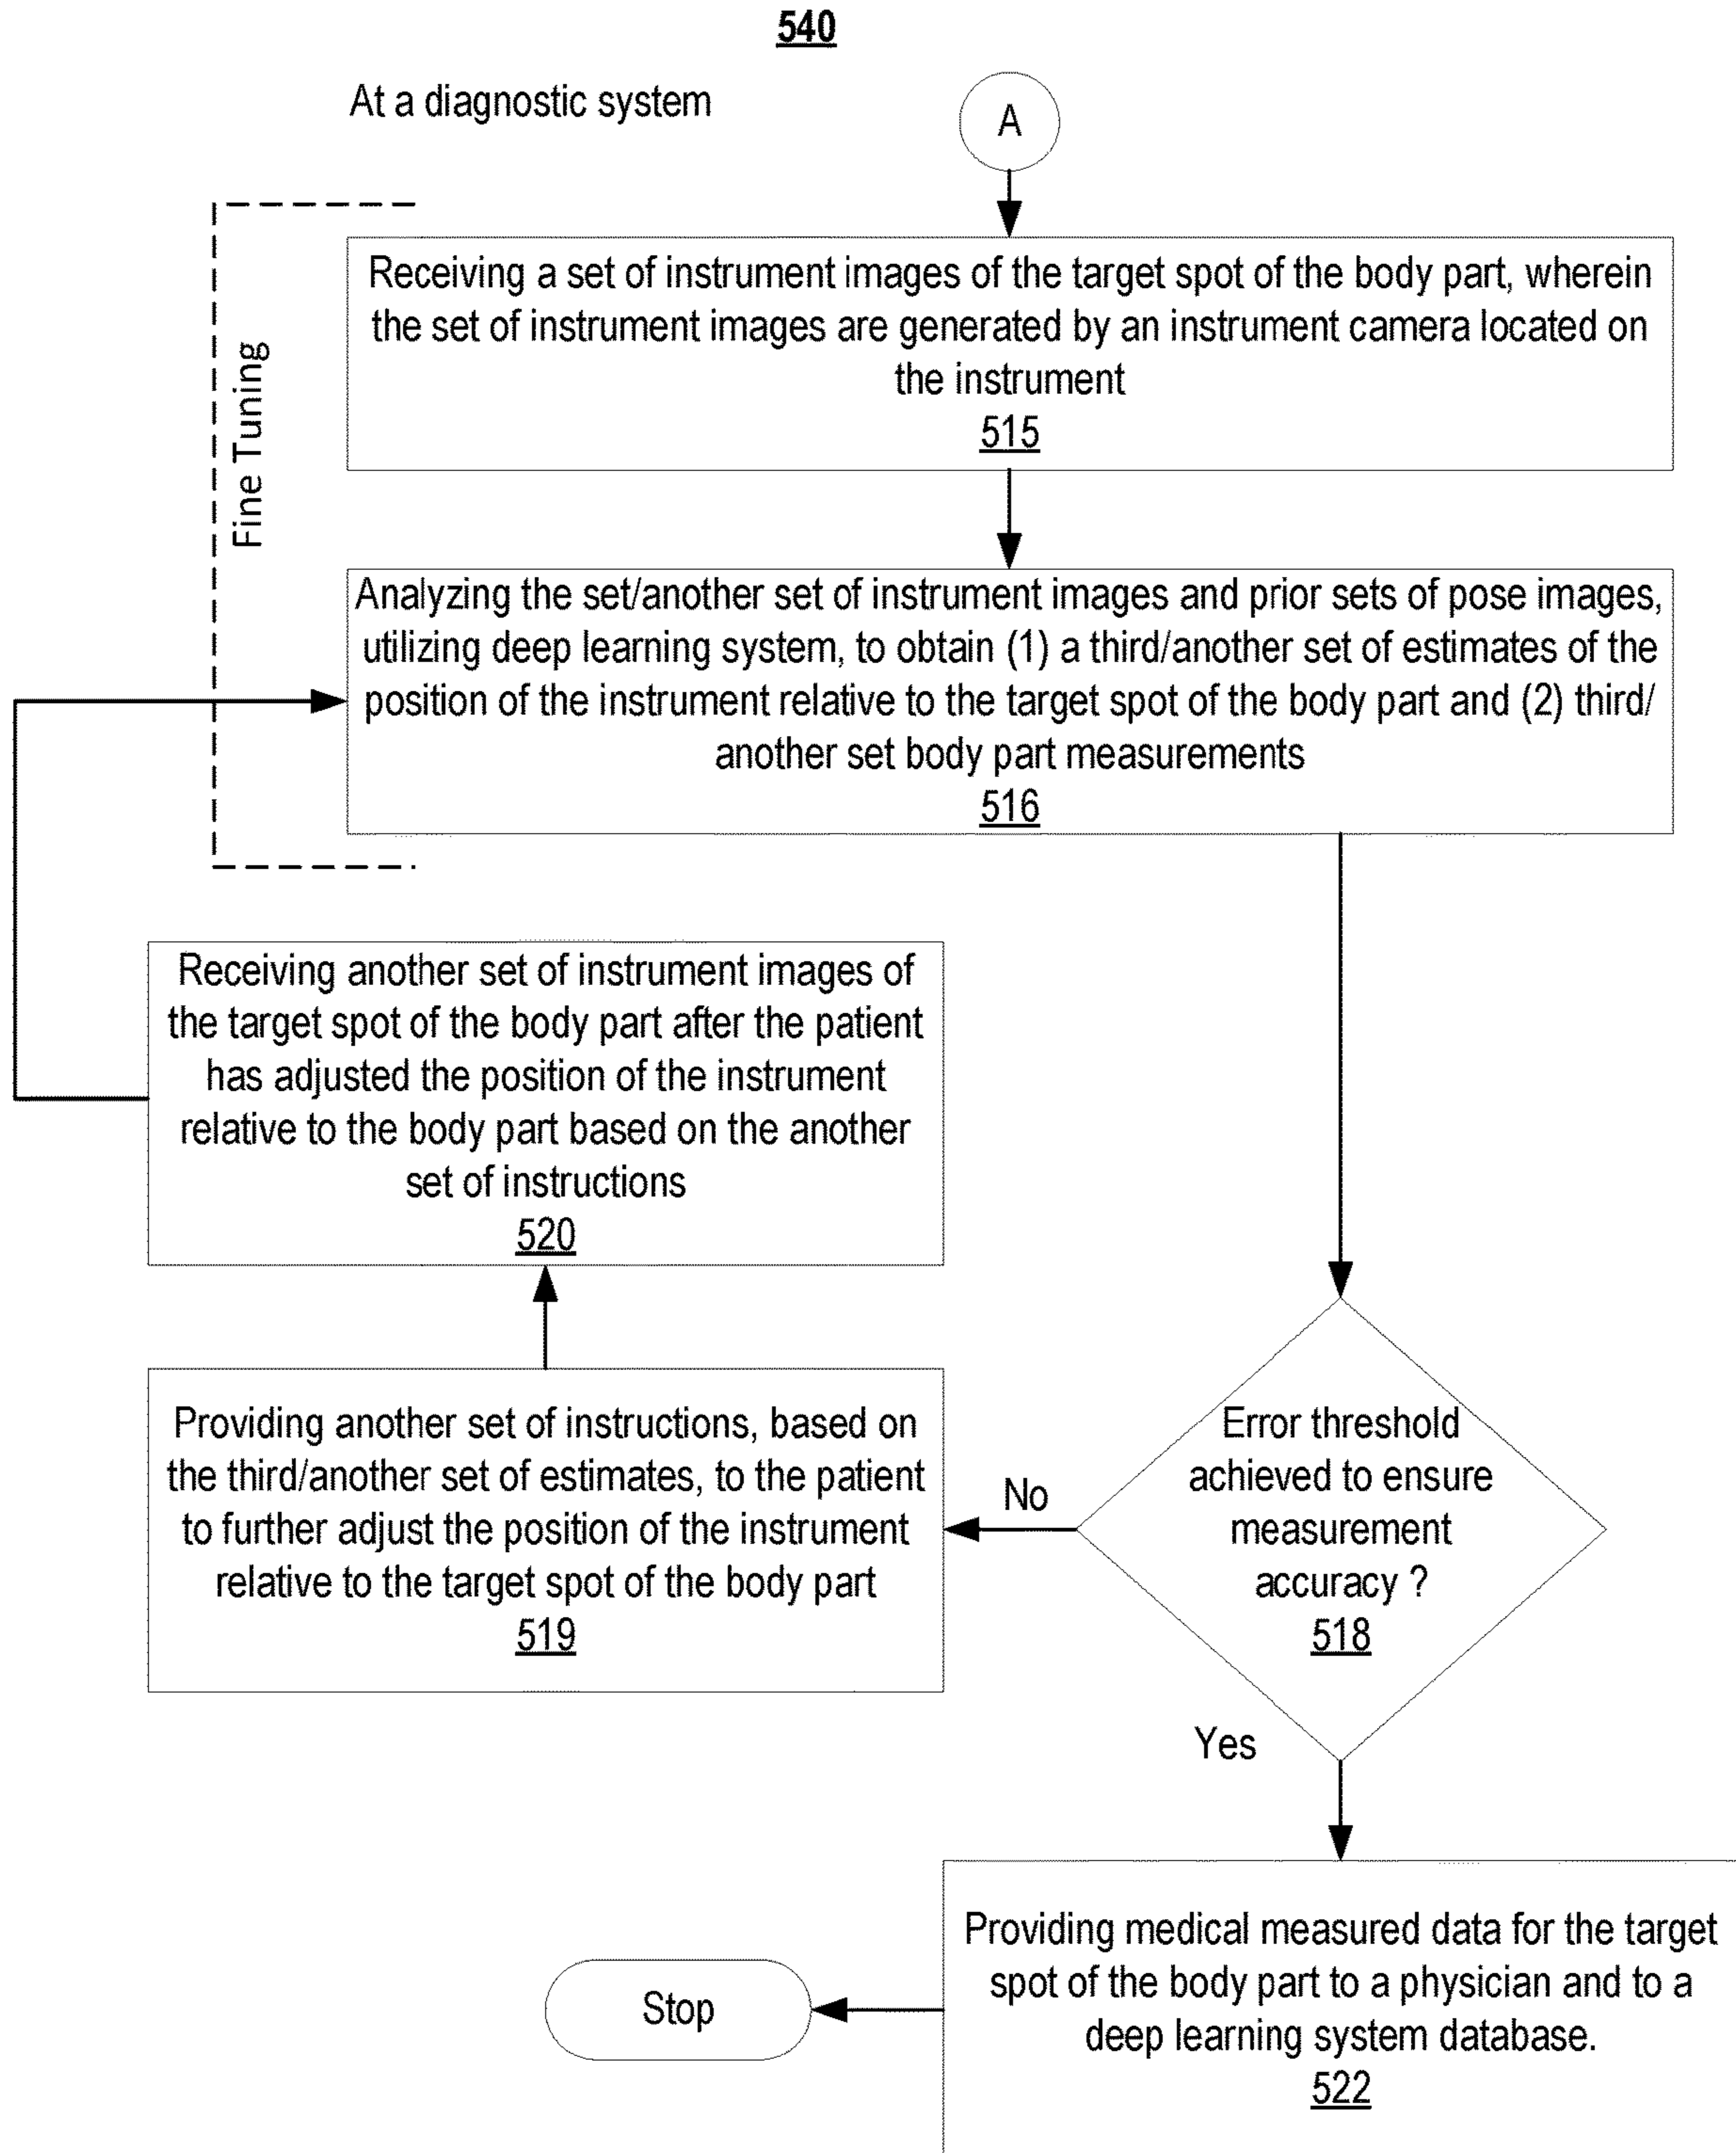 540
At a diagnostic system
A
Fine Tuning
Receiving a set of instrument images of the target spot of the body part, wherein
the set of instrument images are generated by an instrument camera located on
the instrument
515
Analyzing the set/another set of instrument images and prior sets of pose images,
utilizing deep learning system, to obtain (1) a third/another set of estimates of the
position of the instrument relative to the target spot of the body part and (2) third/
another set body part measurements
516
Receiving another set of instrument images of
the target spot of the body part after the patient
has adjusted the position of the instrument
relative to the body part based on the another
set of instructions
520
Providing another set of instructions, based on
the third/another set of estimates, to the patient
to further adjust the position of the instrument
relative to the target spot of the body part
519
No
Error threshold
achieved to ensure
measurement
accuracy ?
518
Yes
Providing medical measured data for the target
spot of the body part to a physician and to a
deep learning system database.
522
Stop